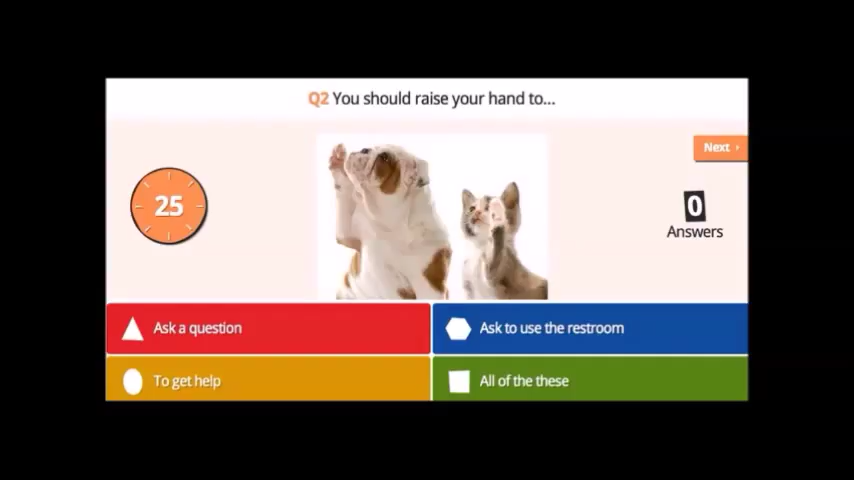 Q2 You should raise your hand to...
Next ›
25
0
Answers
Ask a question
Ask to use the restroom
To get help
All of the these